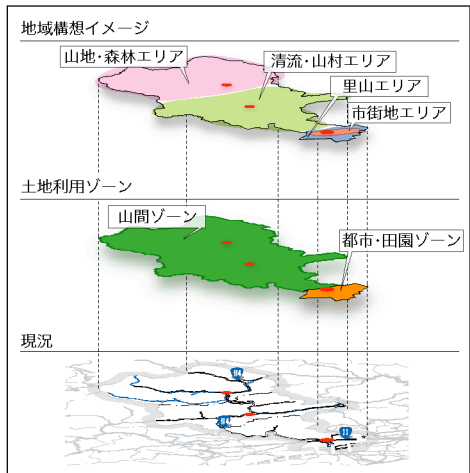 地域構想イメージ
山地・森林エリア
清流・山村エリア
里山エリア
市街地エリア
土地利用ゾーン
山間ゾーン
都市・田園ゾーン
現況